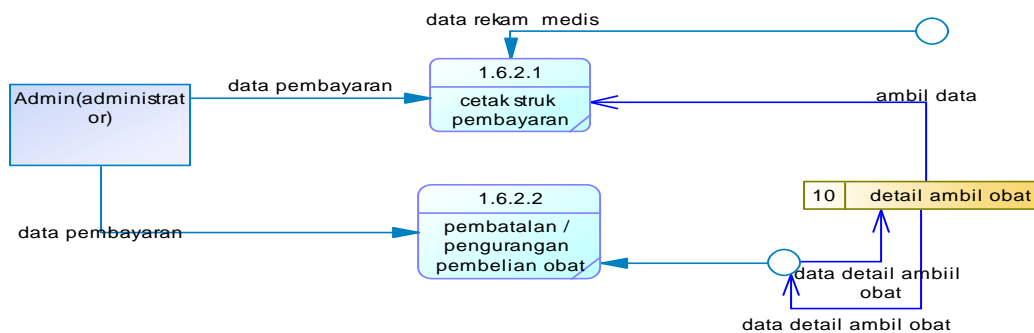 data rekam medis
1.6.2.1
data pembayaran
cetak struk
pembayaran
Admin(administrat
or)
ambil data
1.6.2.2
10 detail ambil obat
data pembayaran
pembatalan /
pengurangan
pembelian obat
data detail ambiil
obat
data detail ambil obat